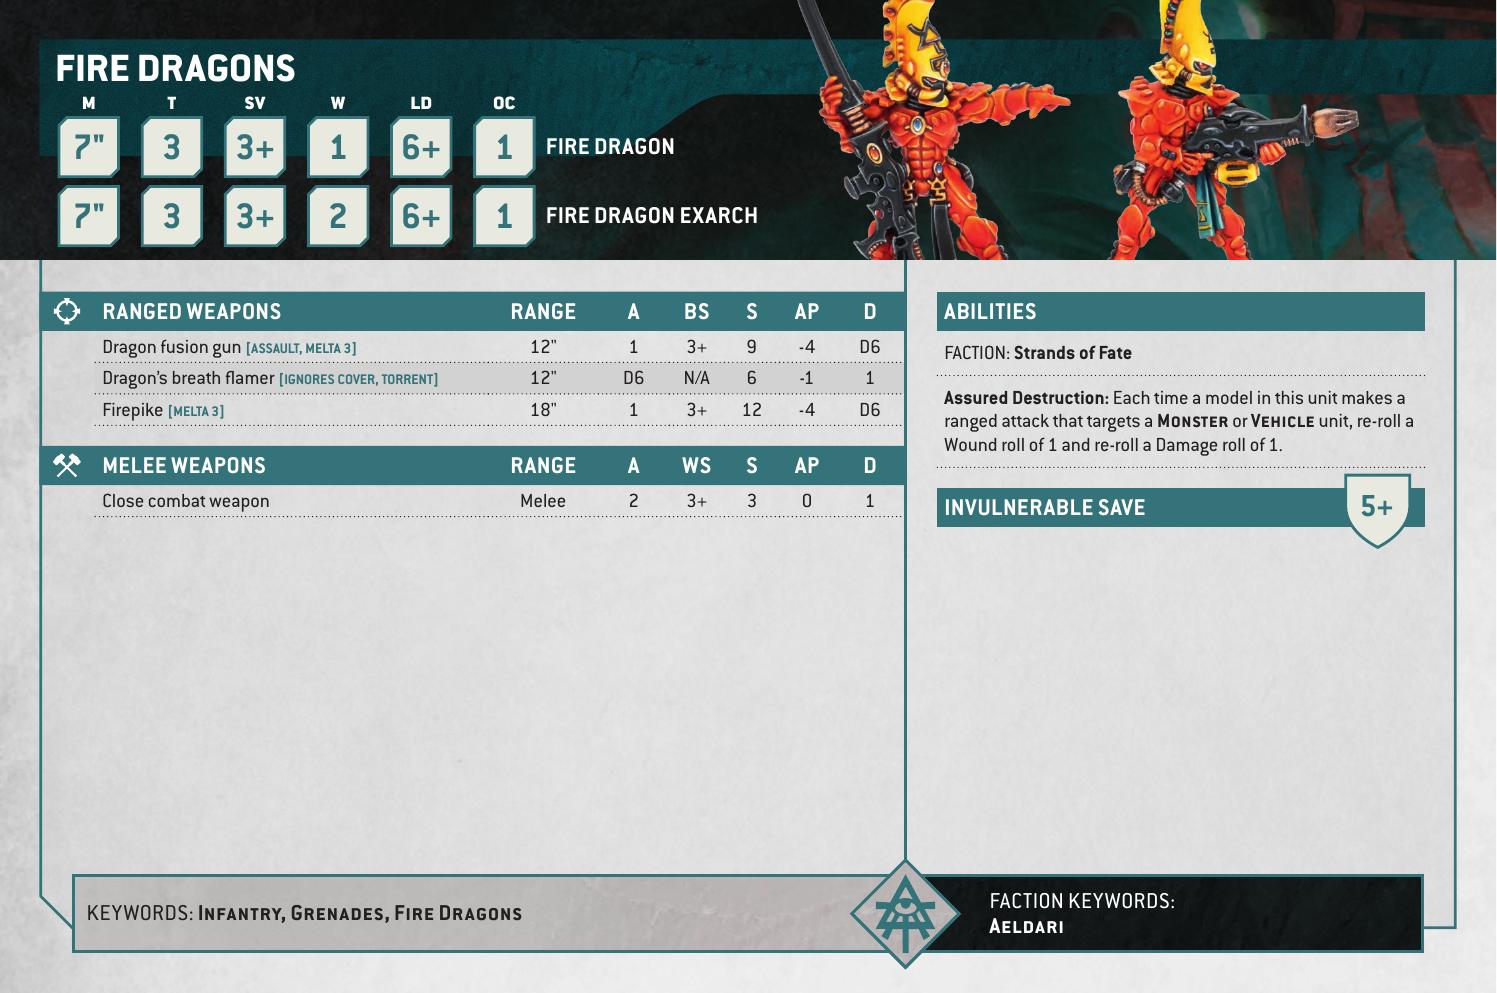 FIRE DRAGONS
M T SV W LD OC
7" 3 3+ 1 6+ 1 FIRE DRAGON
7" 3 3+ 2 6+ 1 FIRE DRAGON EXARCH
RANGED WEAPONS RANGE A BS S AP D
Dragon fusion gun [ASSAULT, MELTA 3] 12" 1 3+ 9 -4 D6
Dragon’s breath flamer [IGNORES COVER, TORRENT] 12" D6 N/A 6 -1 1
Firepike [MELTA 3] 18" 1 3+ 12 -4 D6
MELEE WEAPONS RANGE A WS S AP D
Close combat weapon Melee 2 3+ 3 0 1
ABILITIES
FACTION: Strands of Fate
Assured Destruction: Each time a model in this unit makes a
ranged attack that targets a MONSTER or VEHICLE unit, re-roll a
Wound roll of 1 and re-roll a Damage roll of 1.
INVULNERABLE SAVE 5+
KEYWORDS: INFANTRY, GRENADES, FIRE DRAGONS
FACTION KEYWORDS:
AELDARI